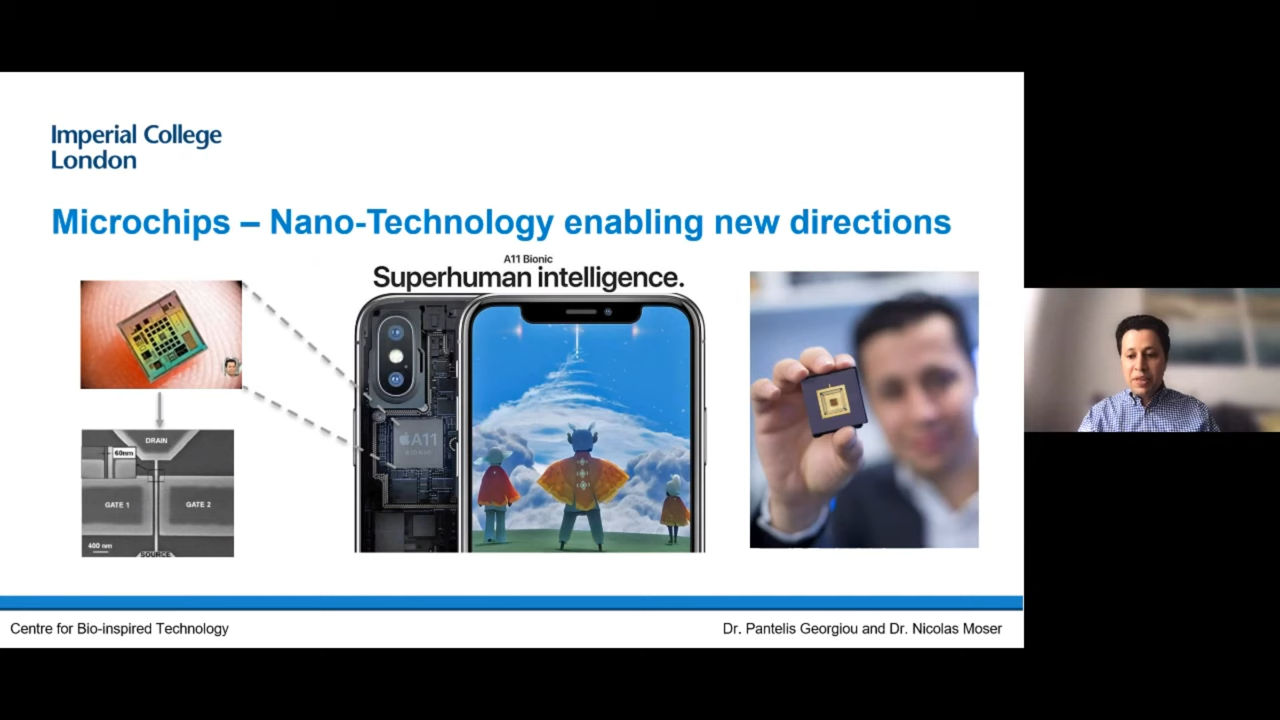 Imperial College
London
Microchips – Nano-Technology enabling new directions
A11 Bionic
Superhuman intelligence.
A11
DRAIN
60nm
GATE 1
GATE 2
400 nm
SOURCE
Centre for Bio-inspired Technology
Dr. Pantelis Georgiou and Dr. Nicolas Moser